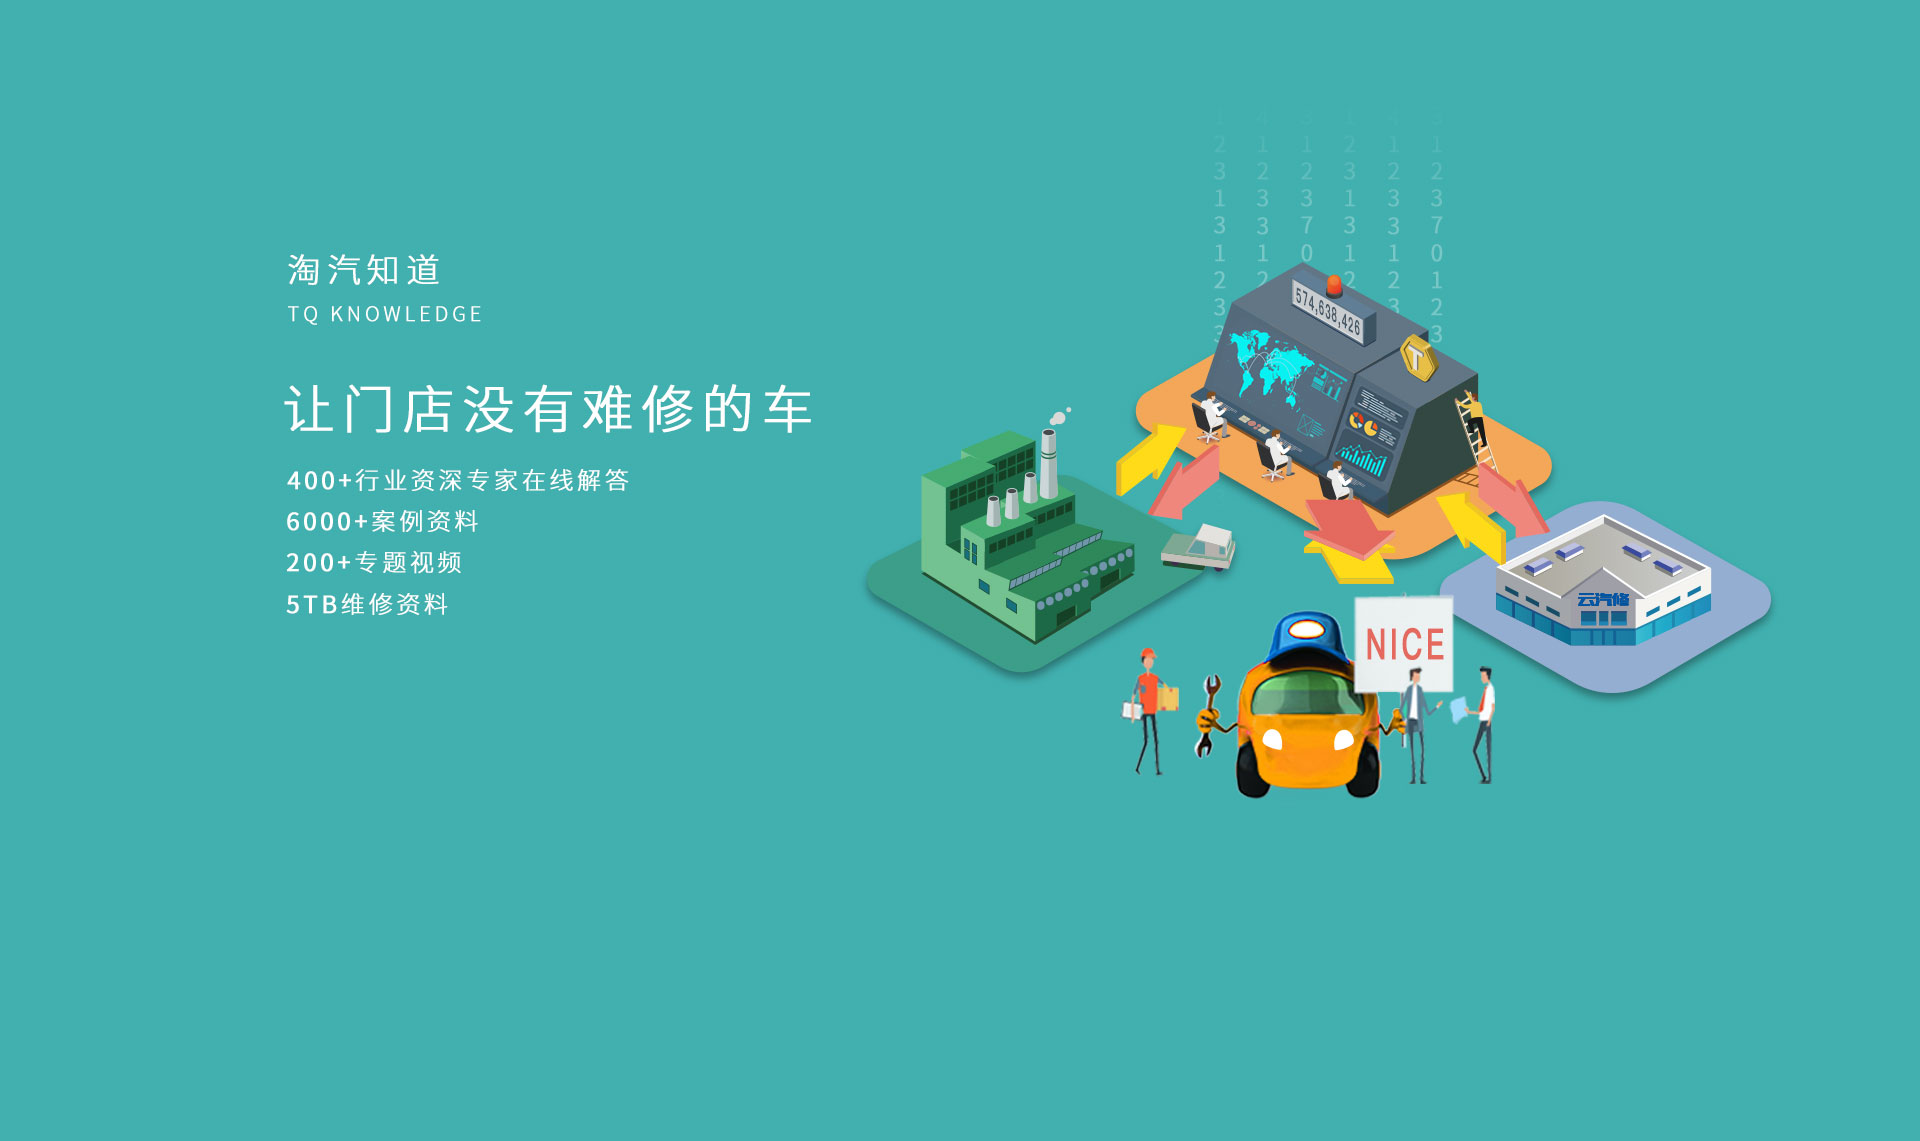 淘汽知道
TQ KNOWLEDGE
让门店没有难修的车
400+行业资深专家在线解答
6000+案例资料
200+专题视频
5TB维修资料
574,638,426
T
云汽修
NICE